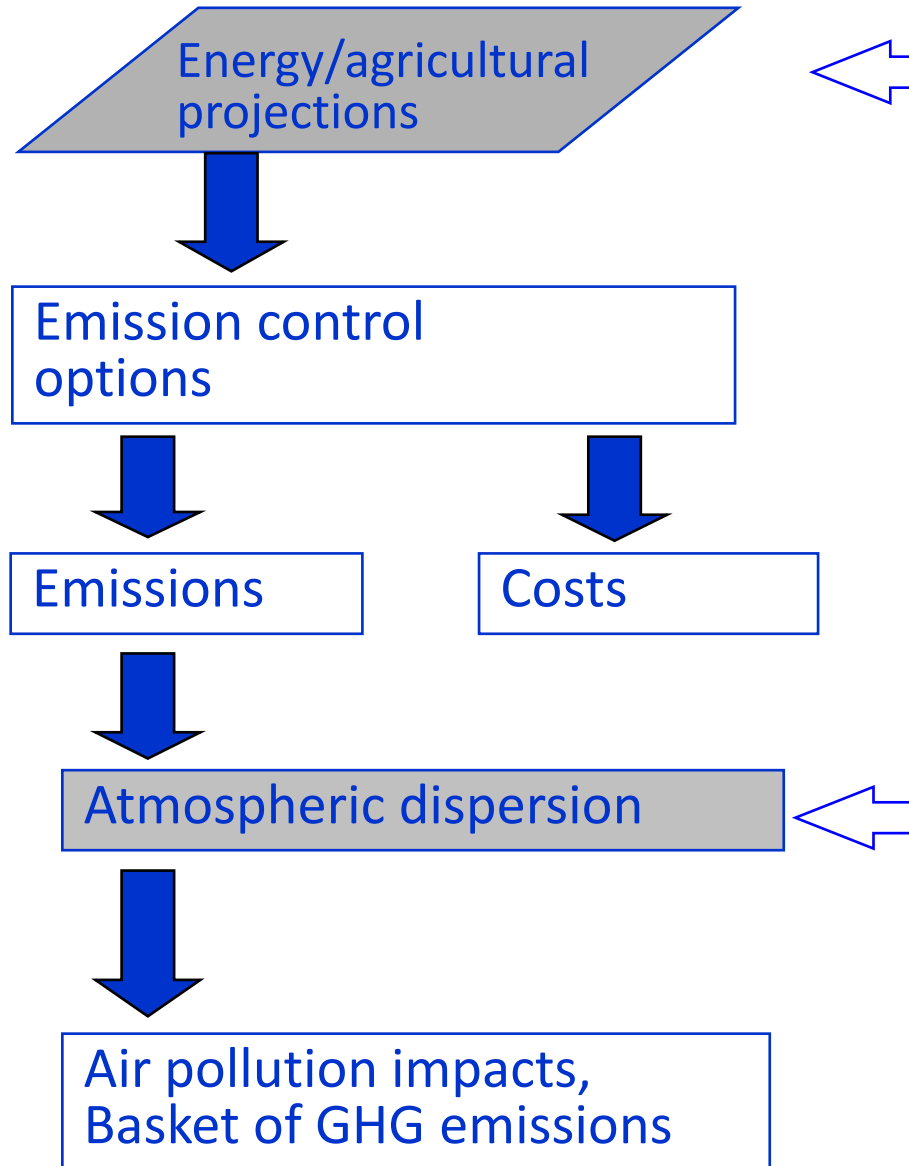 Energy/agricultural
projections
Emission control
options
Emissions
Costs
Atmospheric dispersion
Air pollution impacts,
Basket of GHG emissions